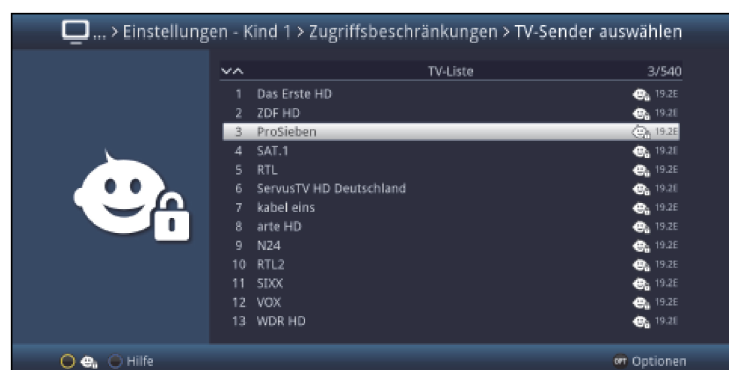 ... > Einstellungen - Kind 1 > Zugriffsbeschränkungen > TV-Sender auswählen
TV-Liste 3/540
1 Das Erste HD 19.2E
2 ZDF HD 19.2E
3 ProSieben 19.2E
4 SAT.1 19.2E
5 RTL 19.2E
6 ServusTV HD Deutschland 19.2E
7 kabel eins 19.2E
8 arte HD 19.2E
9 N24 19.2E
10 RTL2 19.2E
11 SIXX 19.2E
12 VOX 19.2E
13 WDR HD 19.2E
Hilfe OPT Optionen